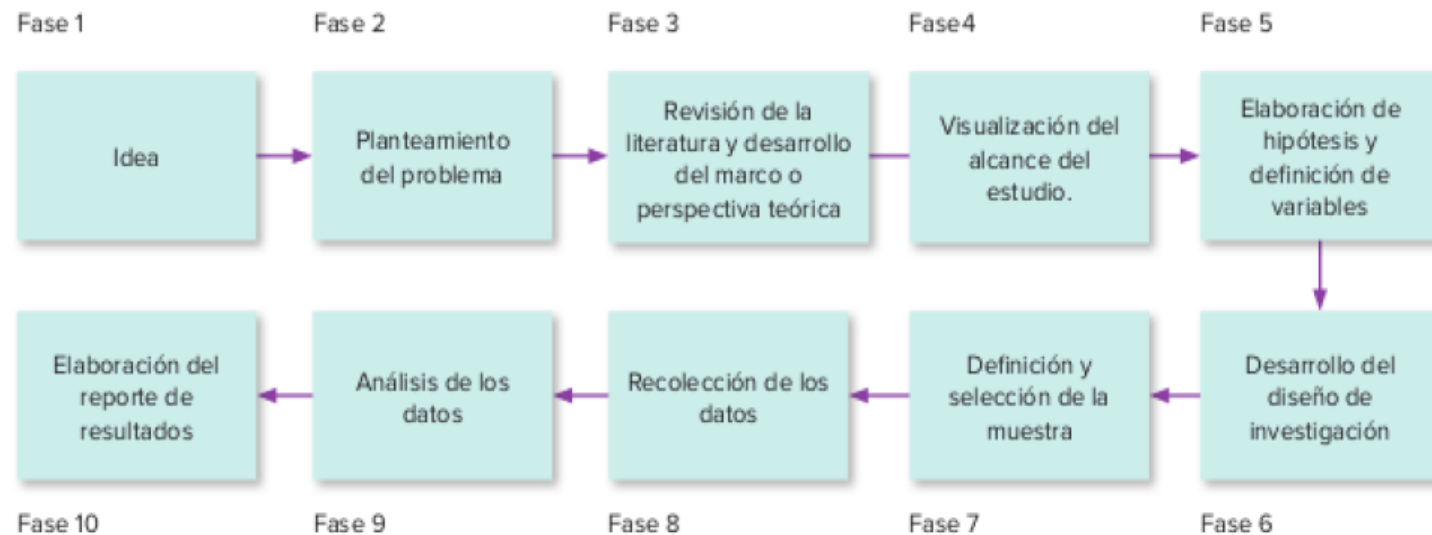 Fase 1
Fase 2
Fase 3
Fase4
Fase 5
Idea
Planteamiento
del problema
Revisión de la
literatura y desarrollo
del marco o
perspectiva teórica
Visualización del
alcance del
estudio.
Elaboración de
hipótesis y
definición de
variables
Elaboración del
reporte de
resultados
Análisis de los
datos
Recolección de los
datos
Definición y
selección de la
muestra
Desarrollo del
diseño de
investigación
Fase 10
Fase 9
Fase 8
Fase 7
Fase 6